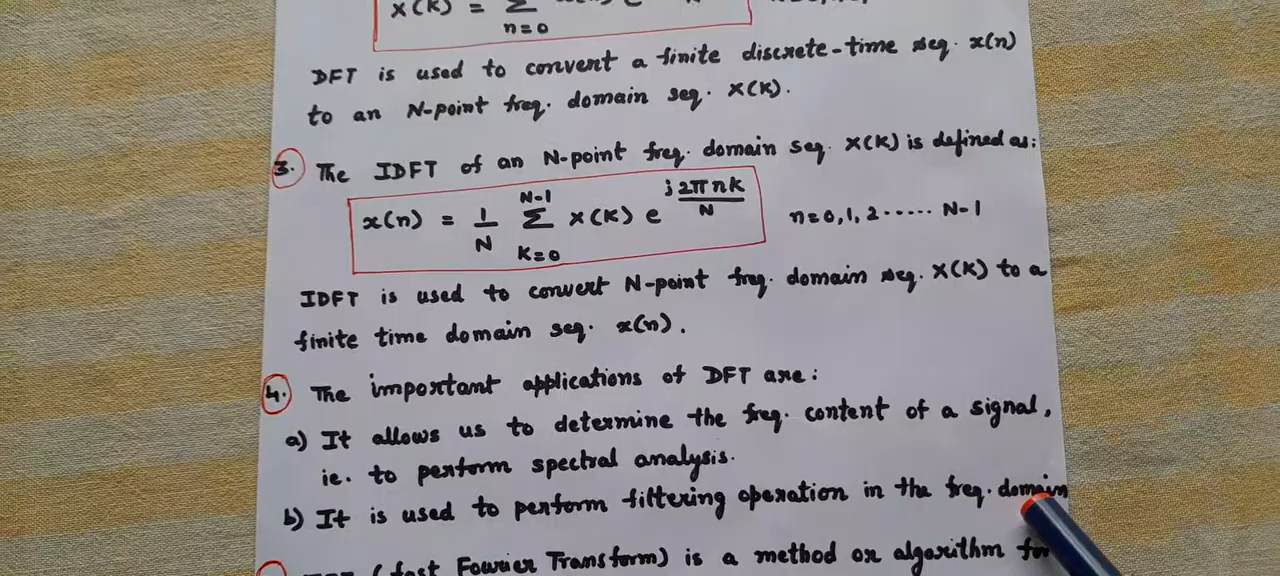 X(K) = Σ
n=0
DFT is used to convert a finite discrete-time seq. x(n)
to an N-point freq. domain seq. X(K).
3. The IDFT of an N-point freq. domain seq. X(K) is defined as:
x(n) = 1/N Σ_{K=0}^{N-1} X(K) e^{j2πnk/N} n=0,1,2...... N-1
IDFT is used to convert N-point freq. domain seq. X(K) to a
finite time domain seq. x(n).
4. The important applications of DFT are:
a) It allows us to determine the freq. content of a signal,
ie. to perform spectral analysis.
b) It is used to perform filtering operation in the freq. domain
(fast Fourier Transform) is a method or algorithm for